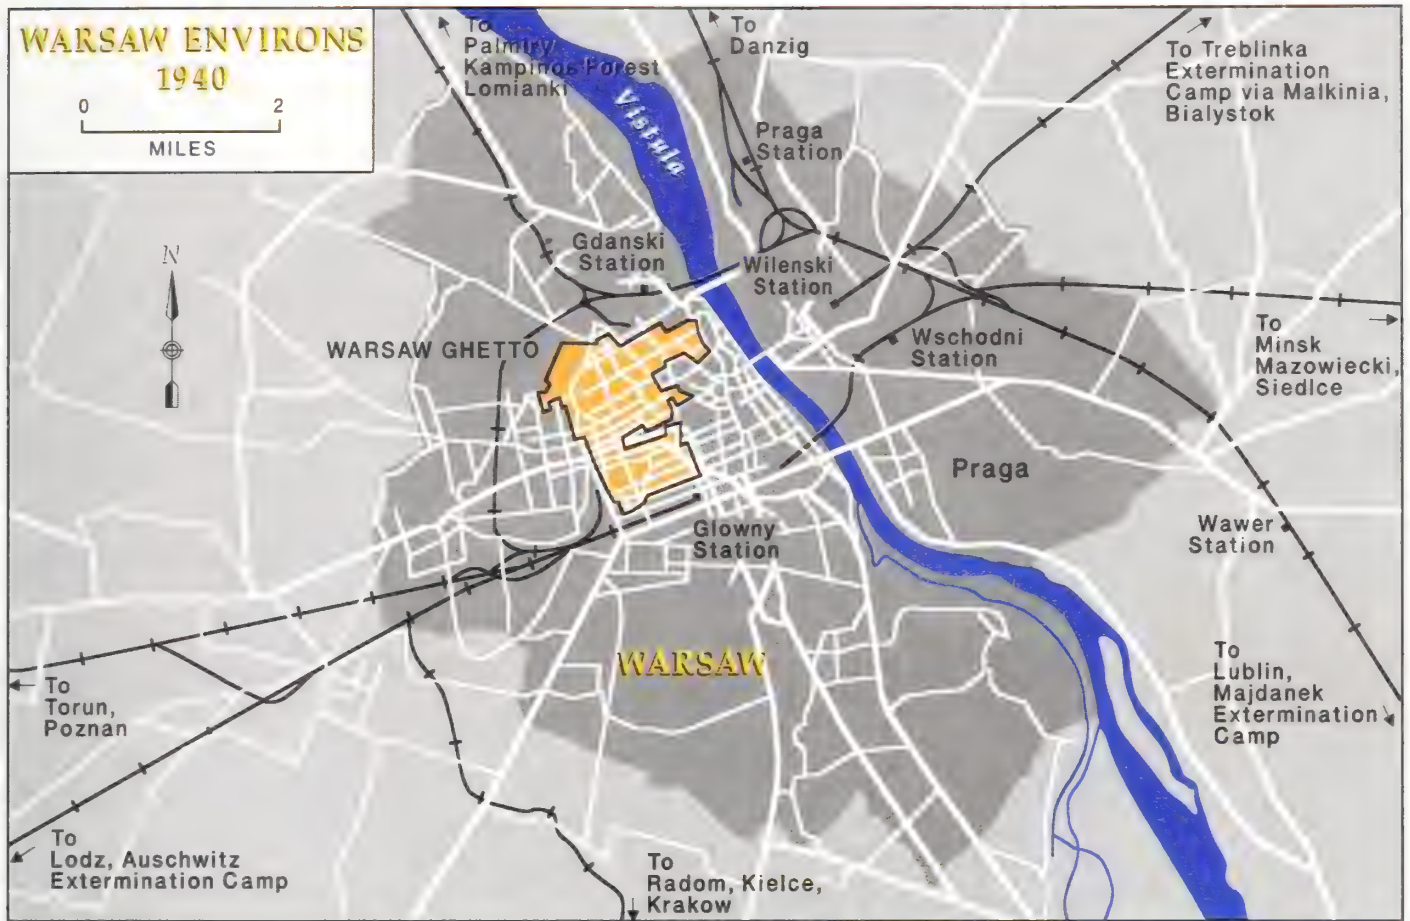 WARSAW ENVIRONS
1940
0 2
MILES
To
Palmiry/
Kampinos Forest
Lomianki
To
Danzig
To Treblinka
Extermination
Camp via Malkinia,
Bialystok
Vistula
Praga
Station
N
Gdanski
Station
Wilenski
Station
WARSAW GHETTO
Wschodni
Station
To
Minsk
Mazowiecki,
Siedlce
Praga
Glowny
Station
Wawer
Station
WARSAW
To
Torun,
Poznan
To
Lublin,
Majdanek
Extermination
Camp
To
Lodz, Auschwitz
Extermination Camp
To
Radom, Kielce,
Krakow